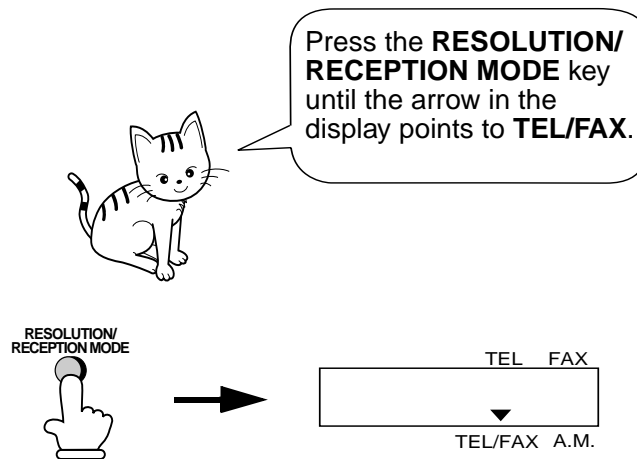 Press the RESOLUTION/
RECEPTION MODE key
until the arrow in the
display points to TEL/FAX.
RESOLUTION/
RECEPTION MODE
TEL FAX
TEL/FAX A.M.